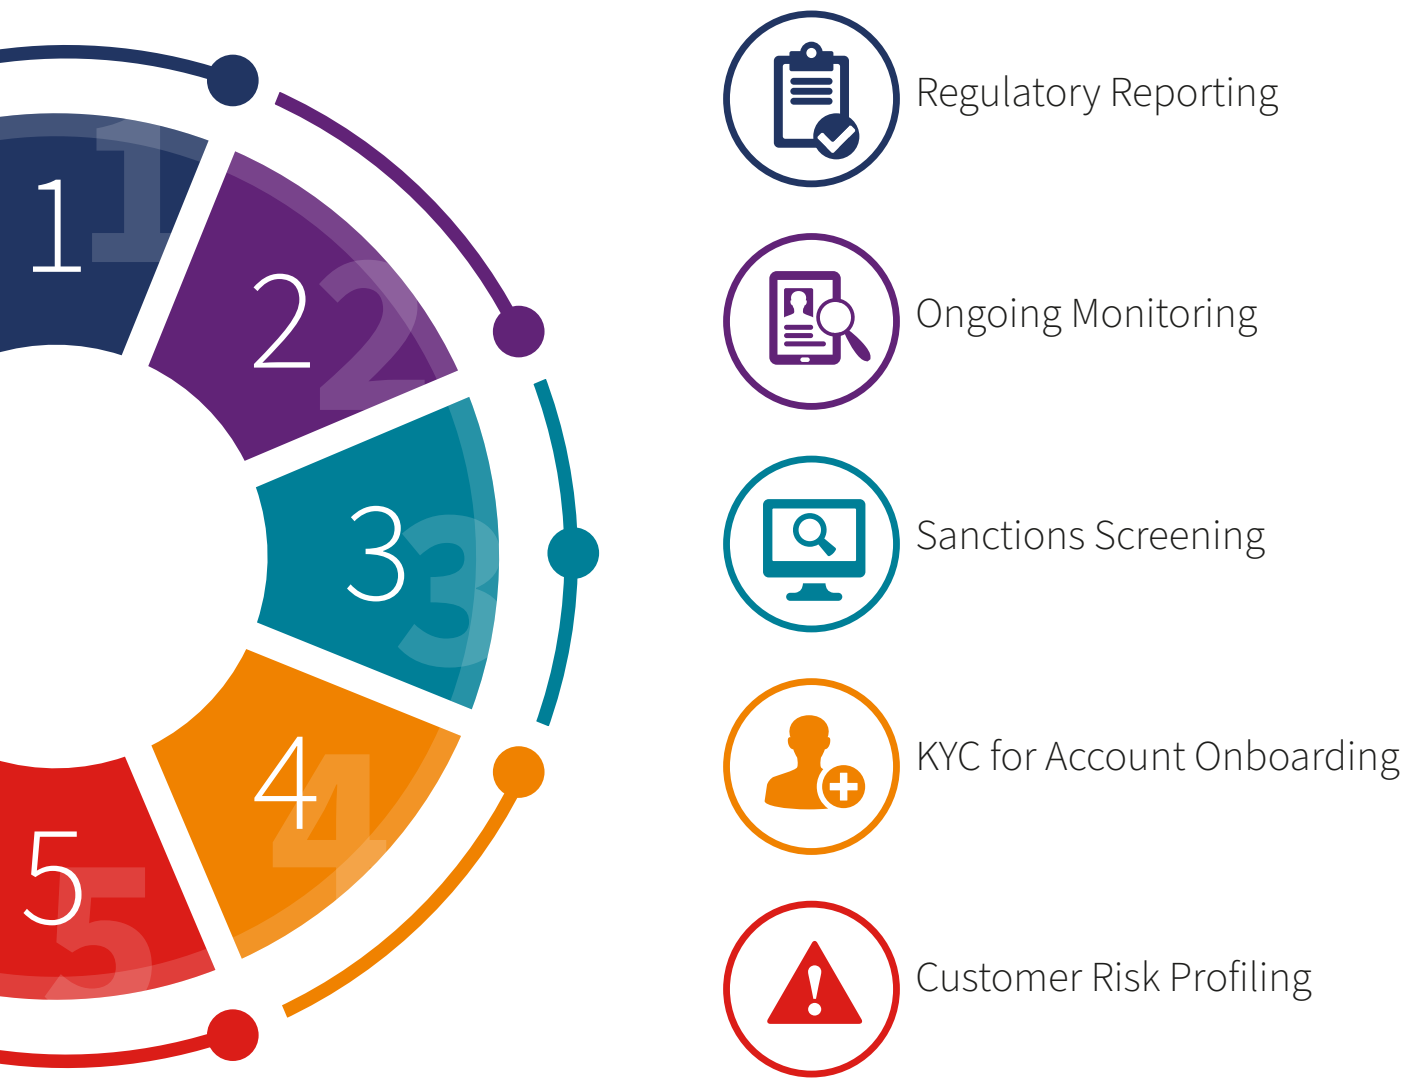 1
2
3
4
5
Regulatory Reporting
Ongoing Monitoring
Sanctions Screening
KYC for Account Onboarding
Customer Risk Profiling